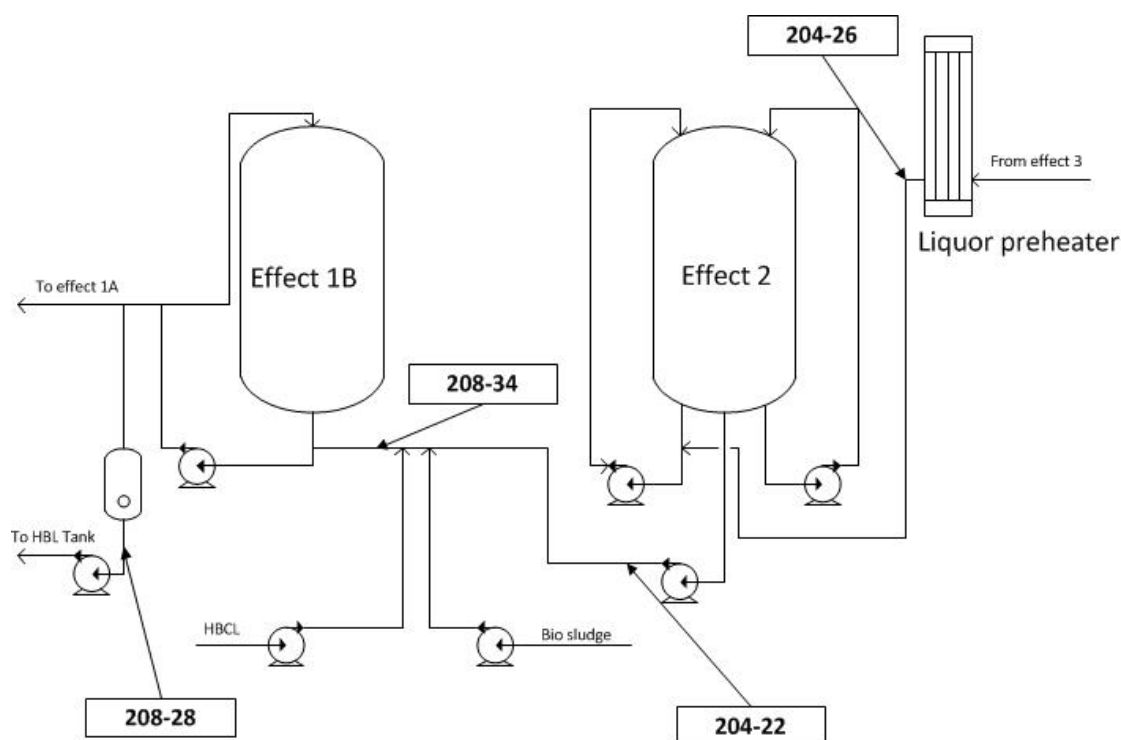 204-26
From effect 3
Liquor preheater
Effect 1B
Effect 2
To effect 1A
208-34
To HBL Tank
HBCL
Bio sludge
208-28
204-22